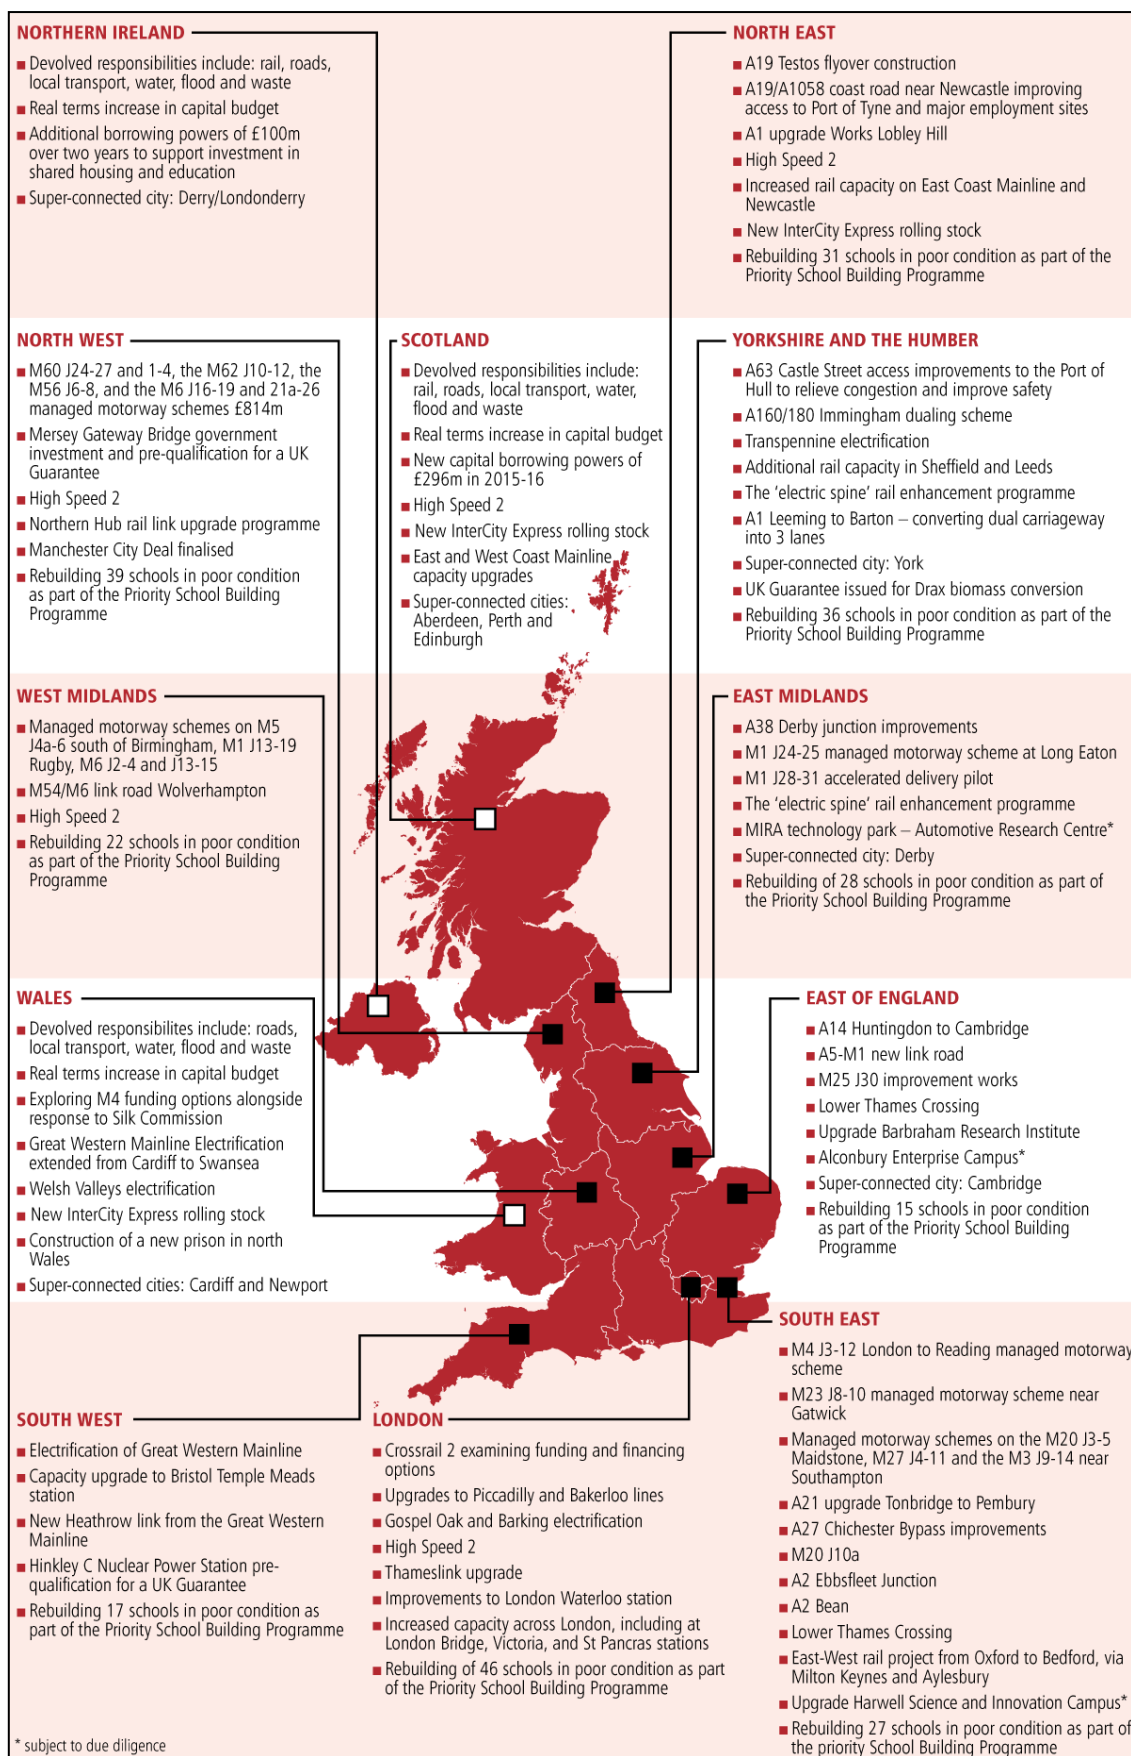 NORTHERN IRELAND
■ Devolved responsibilities include: rail, roads,
local transport, water, flood and waste
■ Real terms increase in capital budget
■ Additional borrowing powers of £100m
over two years to support investment in
shared housing and education
■ Super-connected city: Derry/Londonderry
NORTH EAST
■ A19 Testos flyover construction
■ A19/A1058 coast road near Newcastle improving
access to Port of Tyne and major employment sites
■ A1 upgrade Works Lobley Hill
■ High Speed 2
■ Increased rail capacity on East Coast Mainline and
Newcastle
■ New InterCity Express rolling stock
■ Rebuilding 31 schools in poor condition as part of the
Priority School Building Programme
NORTH WEST
■ M60 J24-27 and 1-4, the M62 J10-12, the
M56 J6-8, and the M6 J16-19 and 21a-26
managed motorway schemes £814m
■ Mersey Gateway Bridge government
investment and pre-qualification for a UK
Guarantee
■ High Speed 2
■ Northern Hub rail link upgrade programme
■ Manchester City Deal finalised
■ Rebuilding 39 schools in poor condition
as part of the Priority School Building
Programme
SCOTLAND
■ Devolved responsibilities include:
rail, roads, local transport, water,
flood and waste
■ Real terms increase in capital budget
■ New capital borrowing powers of
£296m in 2015-16
■ High Speed 2
■ New InterCity Express rolling stock
■ East and West Coast Mainline
capacity upgrades
■ Super-connected cities:
Aberdeen, Perth and
Edinburgh
YORKSHIRE AND THE HUMBER
■ A63 Castle Street access improvements to the Port of
Hull to relieve congestion and improve safety
■ A160/180 Immingham dualing scheme
■ Transpennine electrification
■ Additional rail capacity in Sheffield and Leeds
■ The ‘electric spine’ rail enhancement programme
■ A1 Leeming to Barton – converting dual carriageway
into 3 lanes
■ Super-connected city: York
■ UK Guarantee issued for Drax biomass conversion
■ Rebuilding 36 schools in poor condition as part of the
Priority School Building Programme
WEST MIDLANDS
■ Managed motorway schemes on M5
J4a-6 south of Birmingham, M1 J13-19
Rugby, M6 J2-4 and J13-15
■ M54/M6 link road Wolverhampton
■ High Speed 2
■ Rebuilding 22 schools in poor condition
as part of the Priority School Building
Programme
EAST MIDLANDS
■ A38 Derby junction improvements
■ M1 J24-25 managed motorway scheme at Long Eaton
■ M1 J28-31 accelerated delivery pilot
■ The ‘electric spine’ rail enhancement programme
■ MIRA technology park – Automotive Research Centre*
■ Super-connected city: Derby
■ Rebuilding of 28 schools in poor condition as part of
the Priority School Building Programme
WALES
■ Devolved responsibilites include: roads,
local transport, water, flood and waste
■ Real terms increase in capital budget
■ Exploring M4 funding options alongside
response to Silk Commission
■ Great Western Mainline Electrification
extended from Cardiff to Swansea
■ Welsh Valleys electrification
■ New InterCity Express rolling stock
■ Construction of a new prison in north
Wales
■ Super-connected cities: Cardiff and Newport
EAST OF ENGLAND
■ A14 Huntingdon to Cambridge
■ A5-M1 new link road
■ M25 J30 improvement works
■ Lower Thames Crossing
■ Upgrade Barbraham Research Institute
■ Alconbury Enterprise Campus*
■ Super-connected city: Cambridge
■ Rebuilding 15 schools in poor condition
as part of the Priority School Building
Programme
SOUTH WEST
■ Electrification of Great Western Mainline
■ Capacity upgrade to Bristol Temple Meads
station
■ New Heathrow link from the Great Western
Mainline
■ Hinkley C Nuclear Power Station pre-
qualification for a UK Guarantee
■ Rebuilding 17 schools in poor condition as
part of the Priority School Building Programme
LONDON
■ Crossrail 2 examining funding and financing
options
■ Upgrades to Piccadilly and Bakerloo lines
■ Gospel Oak and Barking electrification
■ High Speed 2
■ Thameslink upgrade
■ Improvements to London Waterloo station
■ Increased capacity across London, including at
London Bridge, Victoria, and St Pancras stations
■ Rebuilding of 46 schools in poor condition as part
of the Priority School Building Programme
SOUTH EAST
■ M4 J3-12 London to Reading managed motorway
scheme
■ M23 J8-10 managed motorway scheme near
Gatwick
■ Managed motorway schemes on the M20 J3-5
Maidstone, M27 J4-11 and the M3 J9-14 near
Southampton
■ A21 upgrade Tonbridge to Pembury
■ A27 Chichester Bypass improvements
■ M20 J10a
■ A2 Ebbsfleet Junction
■ A2 Bean
■ Lower Thames Crossing
■ East-West rail project from Oxford to Bedford, via
Milton Keynes and Aylesbury
■ Upgrade Harwell Science and Innovation Campus*
■ Rebuilding 27 schools in poor condition as part of
the priority School Building Programme
* subject to due diligence